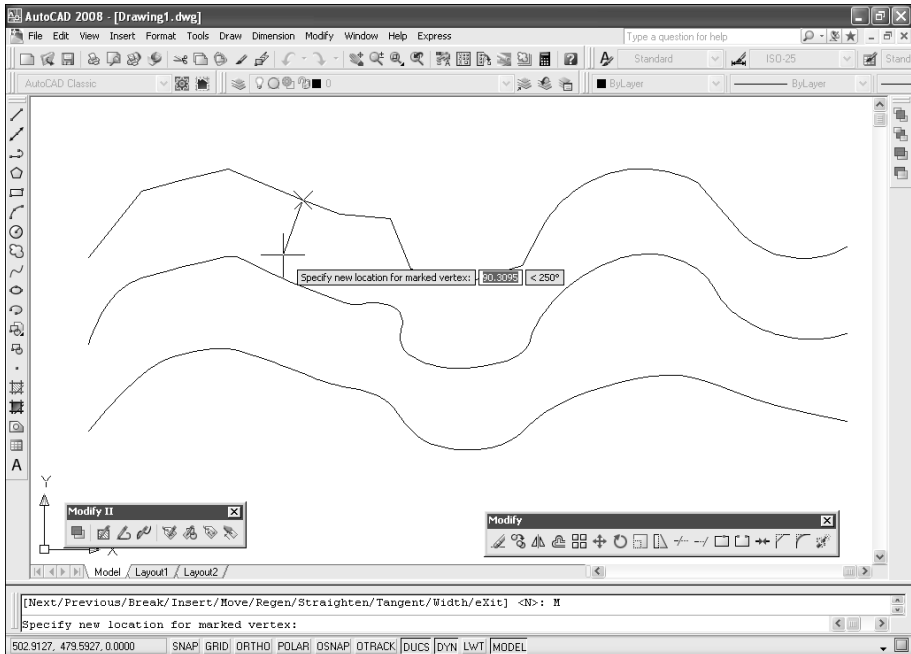 AutoCAD 2008 - [Drawing1.dwg]
File Edit View Insert Format Tools Draw Dimension Modify Window Help Express
Type a question for help
Standard
ISO-25
Stand
AutoCAD Classic
0
ByLayer
ByLayer
Specify new location for marked vertex: 90.3095 < 250°
Y
X
Modify II
Modify
A
Model Layout1 Layout2
[Next/Previous/Break/Insert/Move/Regen/Straighten/Tangent/Width/eXit] <N>: M
Specify new location for marked vertex:
502.9127, 479.5927, 0.0000 SNAP GRID ORTHO POLAR OSNAP OTRACK DUCS DYN LWT MODEL